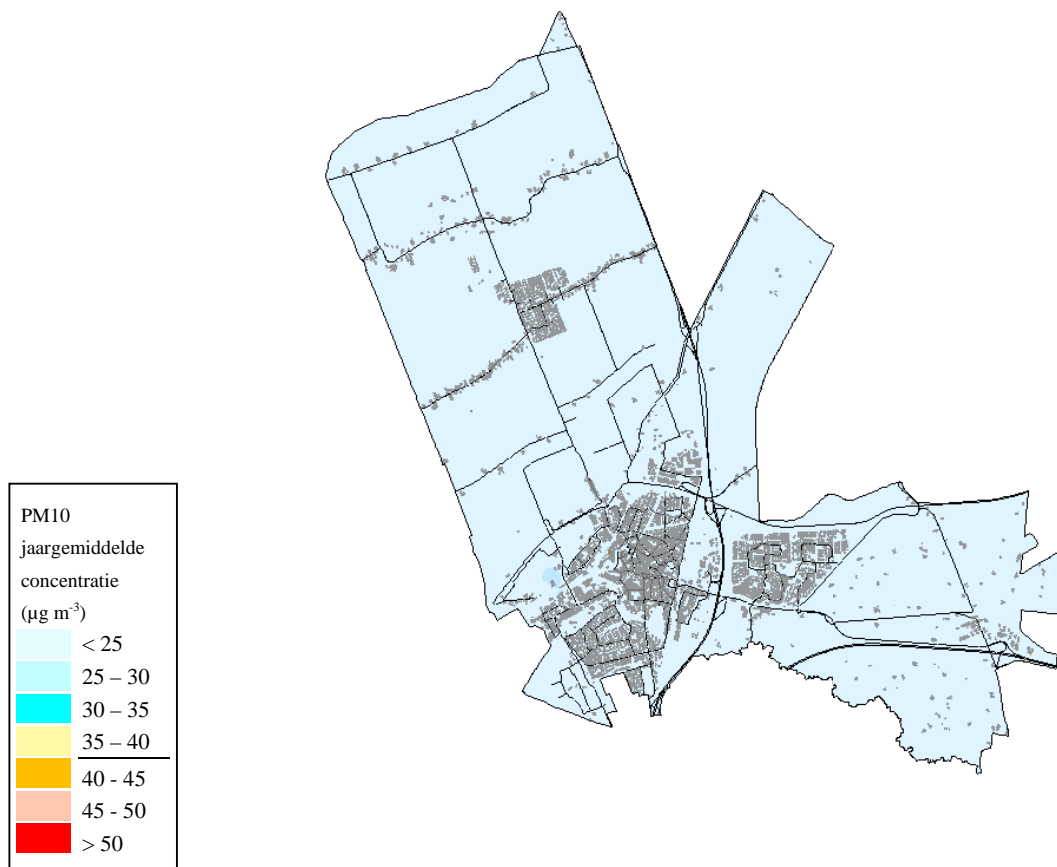 PM10
jaargemiddelde
concentratie
(µg m-3)
< 25
25 – 30
30 – 35
35 – 40
40 - 45
45 - 50
> 50